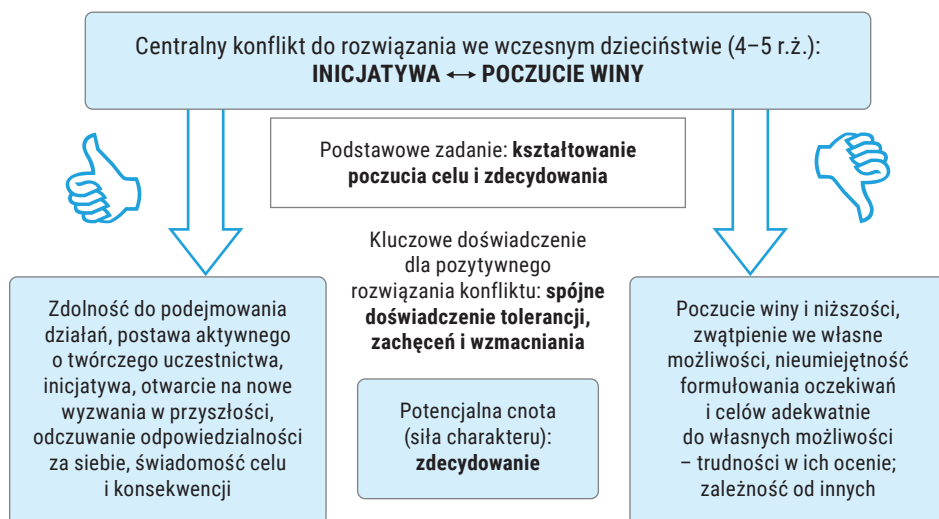 Centralny konflikt do rozwiązania we wczesnym dzieciństwie (4–5 r.ż.):
INICJATYWA ↔ POCZUCIE WINY
Podstawowe zadanie: kształtowanie
poczucia celu i zdecydowania
Kluczowe doświadczenie
dla pozytywnego
rozwiązania konfliktu: spójne
doświadczenie tolerancji,
zachęceń i wzmacniania
Zdolność do podejmowania
działań, postawa aktywnego
o twórczego uczestnictwa,
inicjatywa, otwarcie na nowe
wyzwania w przyszłości,
odczuwanie odpowiedzialności
za siebie, świadomość celu
i konsekwencji
Potencjalna cnota
(siła charakteru):
zdecydowanie
Poczucie winy i niższości,
zwątpienie we własne
możliwości, nieumiejętność
formułowania oczekiwań
i celów adekwatnie
do własnych możliwości
– trudności w ich ocenie;
zależność od innych